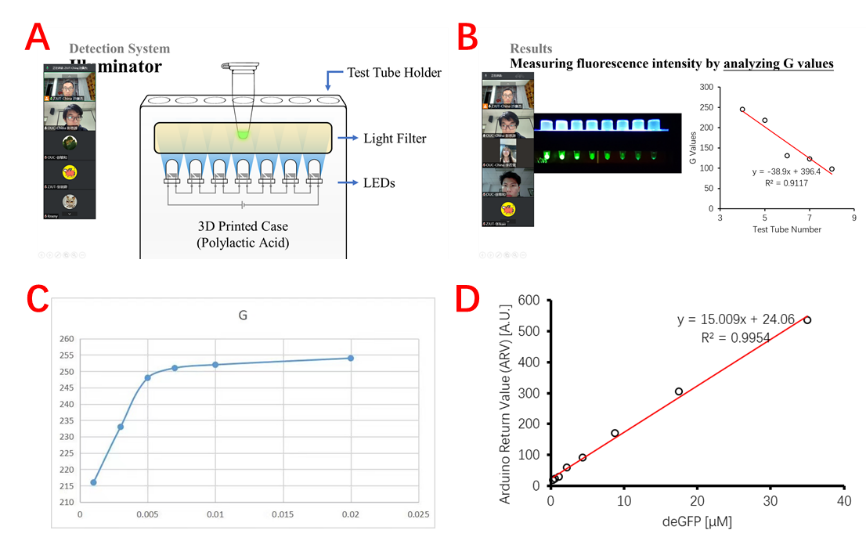 A
Detection System
Illuminator
Test Tube Holder
Light Filter
LEDs
3D Printed Case
(Polylactic Acid)
B
Results
Measuring fluorescence intensity by analyzing G values
G Values
300
250
200
150
100
50
0
y = -38.9x + 396.4
R² = 0.9117
3
5
7
9
Test Tube Number
C
G
260
255
250
245
240
235
230
225
220
215
210
0
0.005
0.01
0.015
0.02
0.025
D
Arduino Return Value (ARV) [A.U.]
600
500
400
300
200
100
0
y = 15.009x + 24.06
R² = 0.9954
0
10
20
30
40
deGFP [μM]